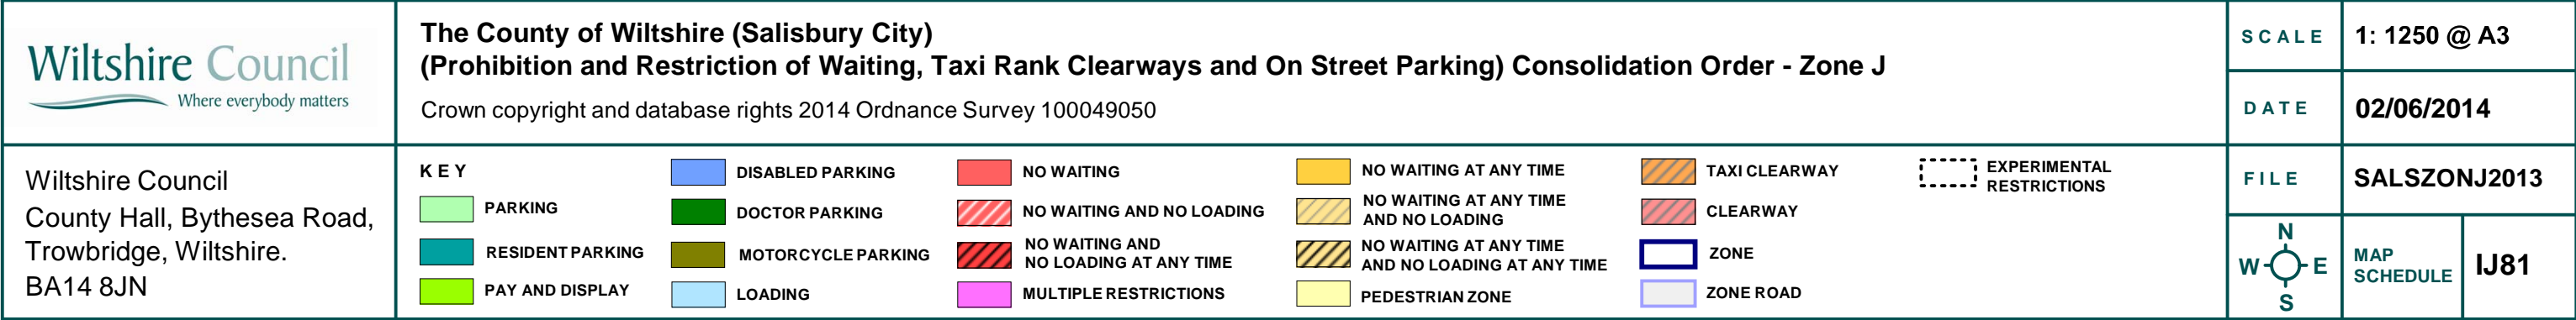 Wiltshire Council
Where everybody matters
The County of Wiltshire (Salisbury City)
(Prohibition and Restriction of Waiting, Taxi Rank Clearways and On Street Parking) Consolidation Order - Zone J
Crown copyright and database rights 2014 Ordnance Survey 100049050
SCALE
1: 1250 @ A3
DATE
02/06/2014
Wiltshire Council
County Hall, Bythesea Road,
Trowbridge, Wiltshire.
BA14 8JN
KEY
PARKING
RESIDENT PARKING
PAY AND DISPLAY
DISABLED PARKING
DOCTOR PARKING
MOTORCYCLE PARKING
LOADING
NO WAITING
NO WAITING AND NO LOADING
NO WAITING AND
NO LOADING AT ANY TIME
MULTIPLE RESTRICTIONS
NO WAITING AT ANY TIME
NO WAITING AT ANY TIME
AND NO LOADING
NO WAITING AT ANY TIME
AND NO LOADING AT ANY TIME
PEDESTRIAN ZONE
TAXI CLEARWAY
CLEARWAY
ZONE
ZONE ROAD
EXPERIMENTAL
RESTRICTIONS
FILE
SALSZONJ2013
N
W E
S
MAP
SCHEDULE
IJ81